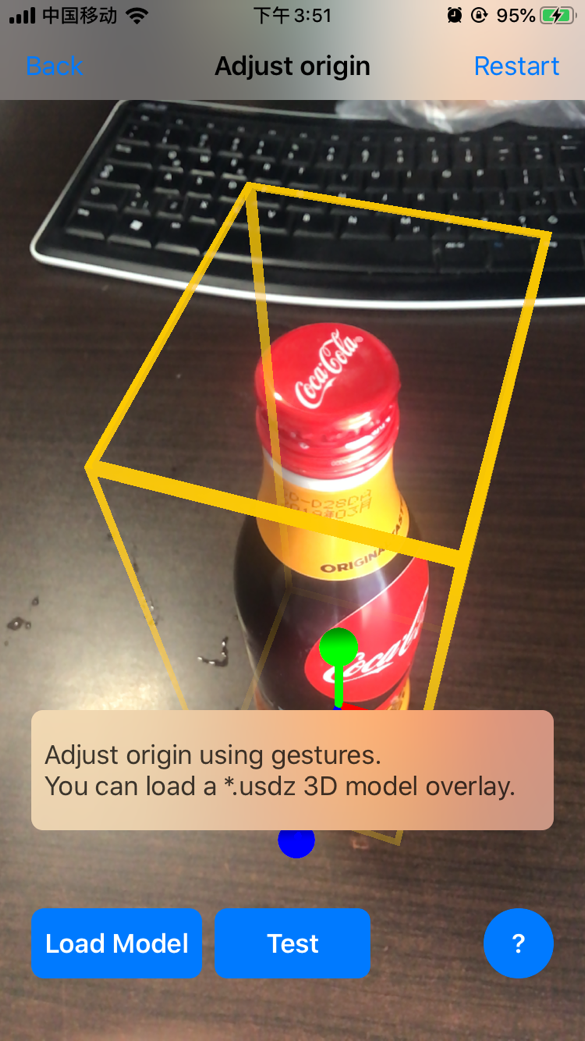 中国移动
下午3:51
95%
Back
Adjust origin
Restart
Coca-Cola
ORIGINAL
Coca-Cola
Adjust origin using gestures.
You can load a *.usdz 3D model overlay.
Load Model
Test
?